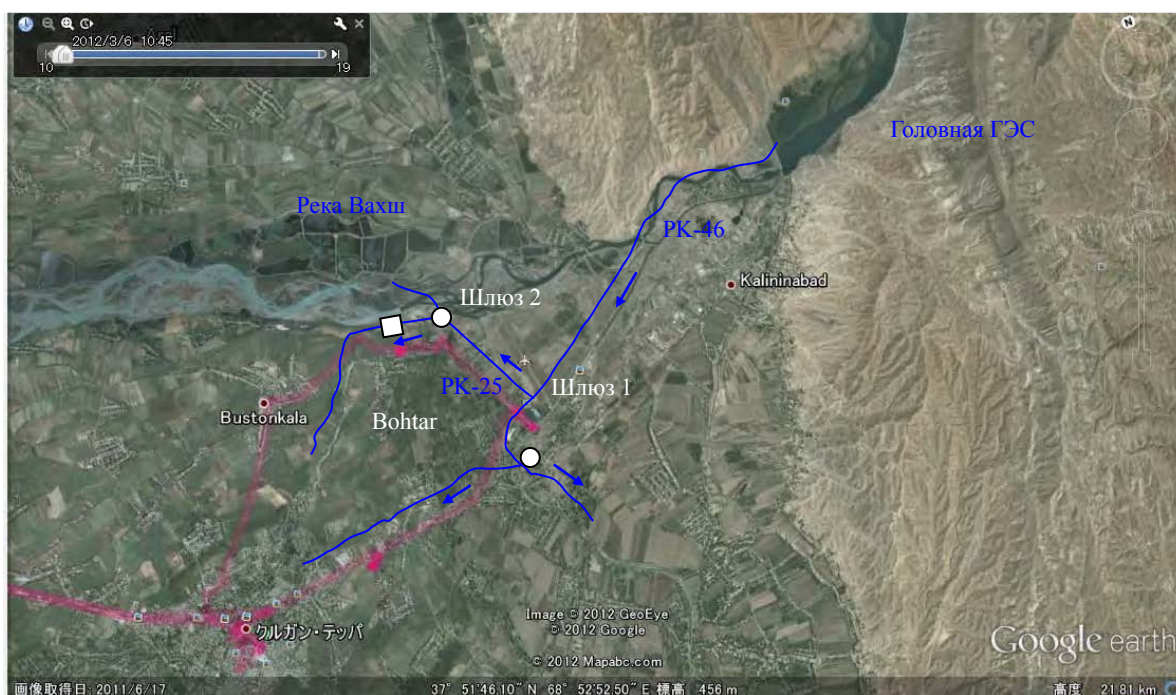 2012/3/6 10:45
10
19
N
Головная ГЭС
Река Вахш
PK-46
Kalininabad
Шлюз 2
PK-25
Шлюз 1
Bustonkala
Bohtar
クルガン・テッパ
Image © 2012 GeoEye
© 2012 Google
© 2012 Mapabc.com
Google earth
画像取得日: 2011/6/17
37° 51'46.10" N 68° 52'52.50" E 標高 456 m
高度 21.81 km